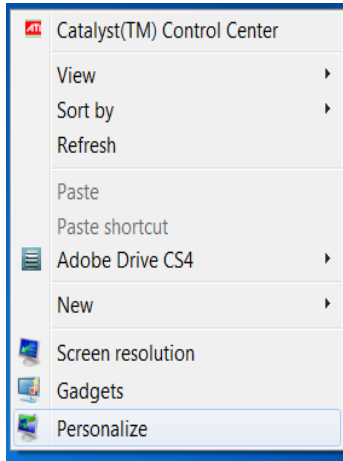 ATI
Catalyst(TM) Control Center
View
Sort by
Refresh
Paste
Paste shortcut
Adobe Drive CS4
New
Screen resolution
Gadgets
Personalize